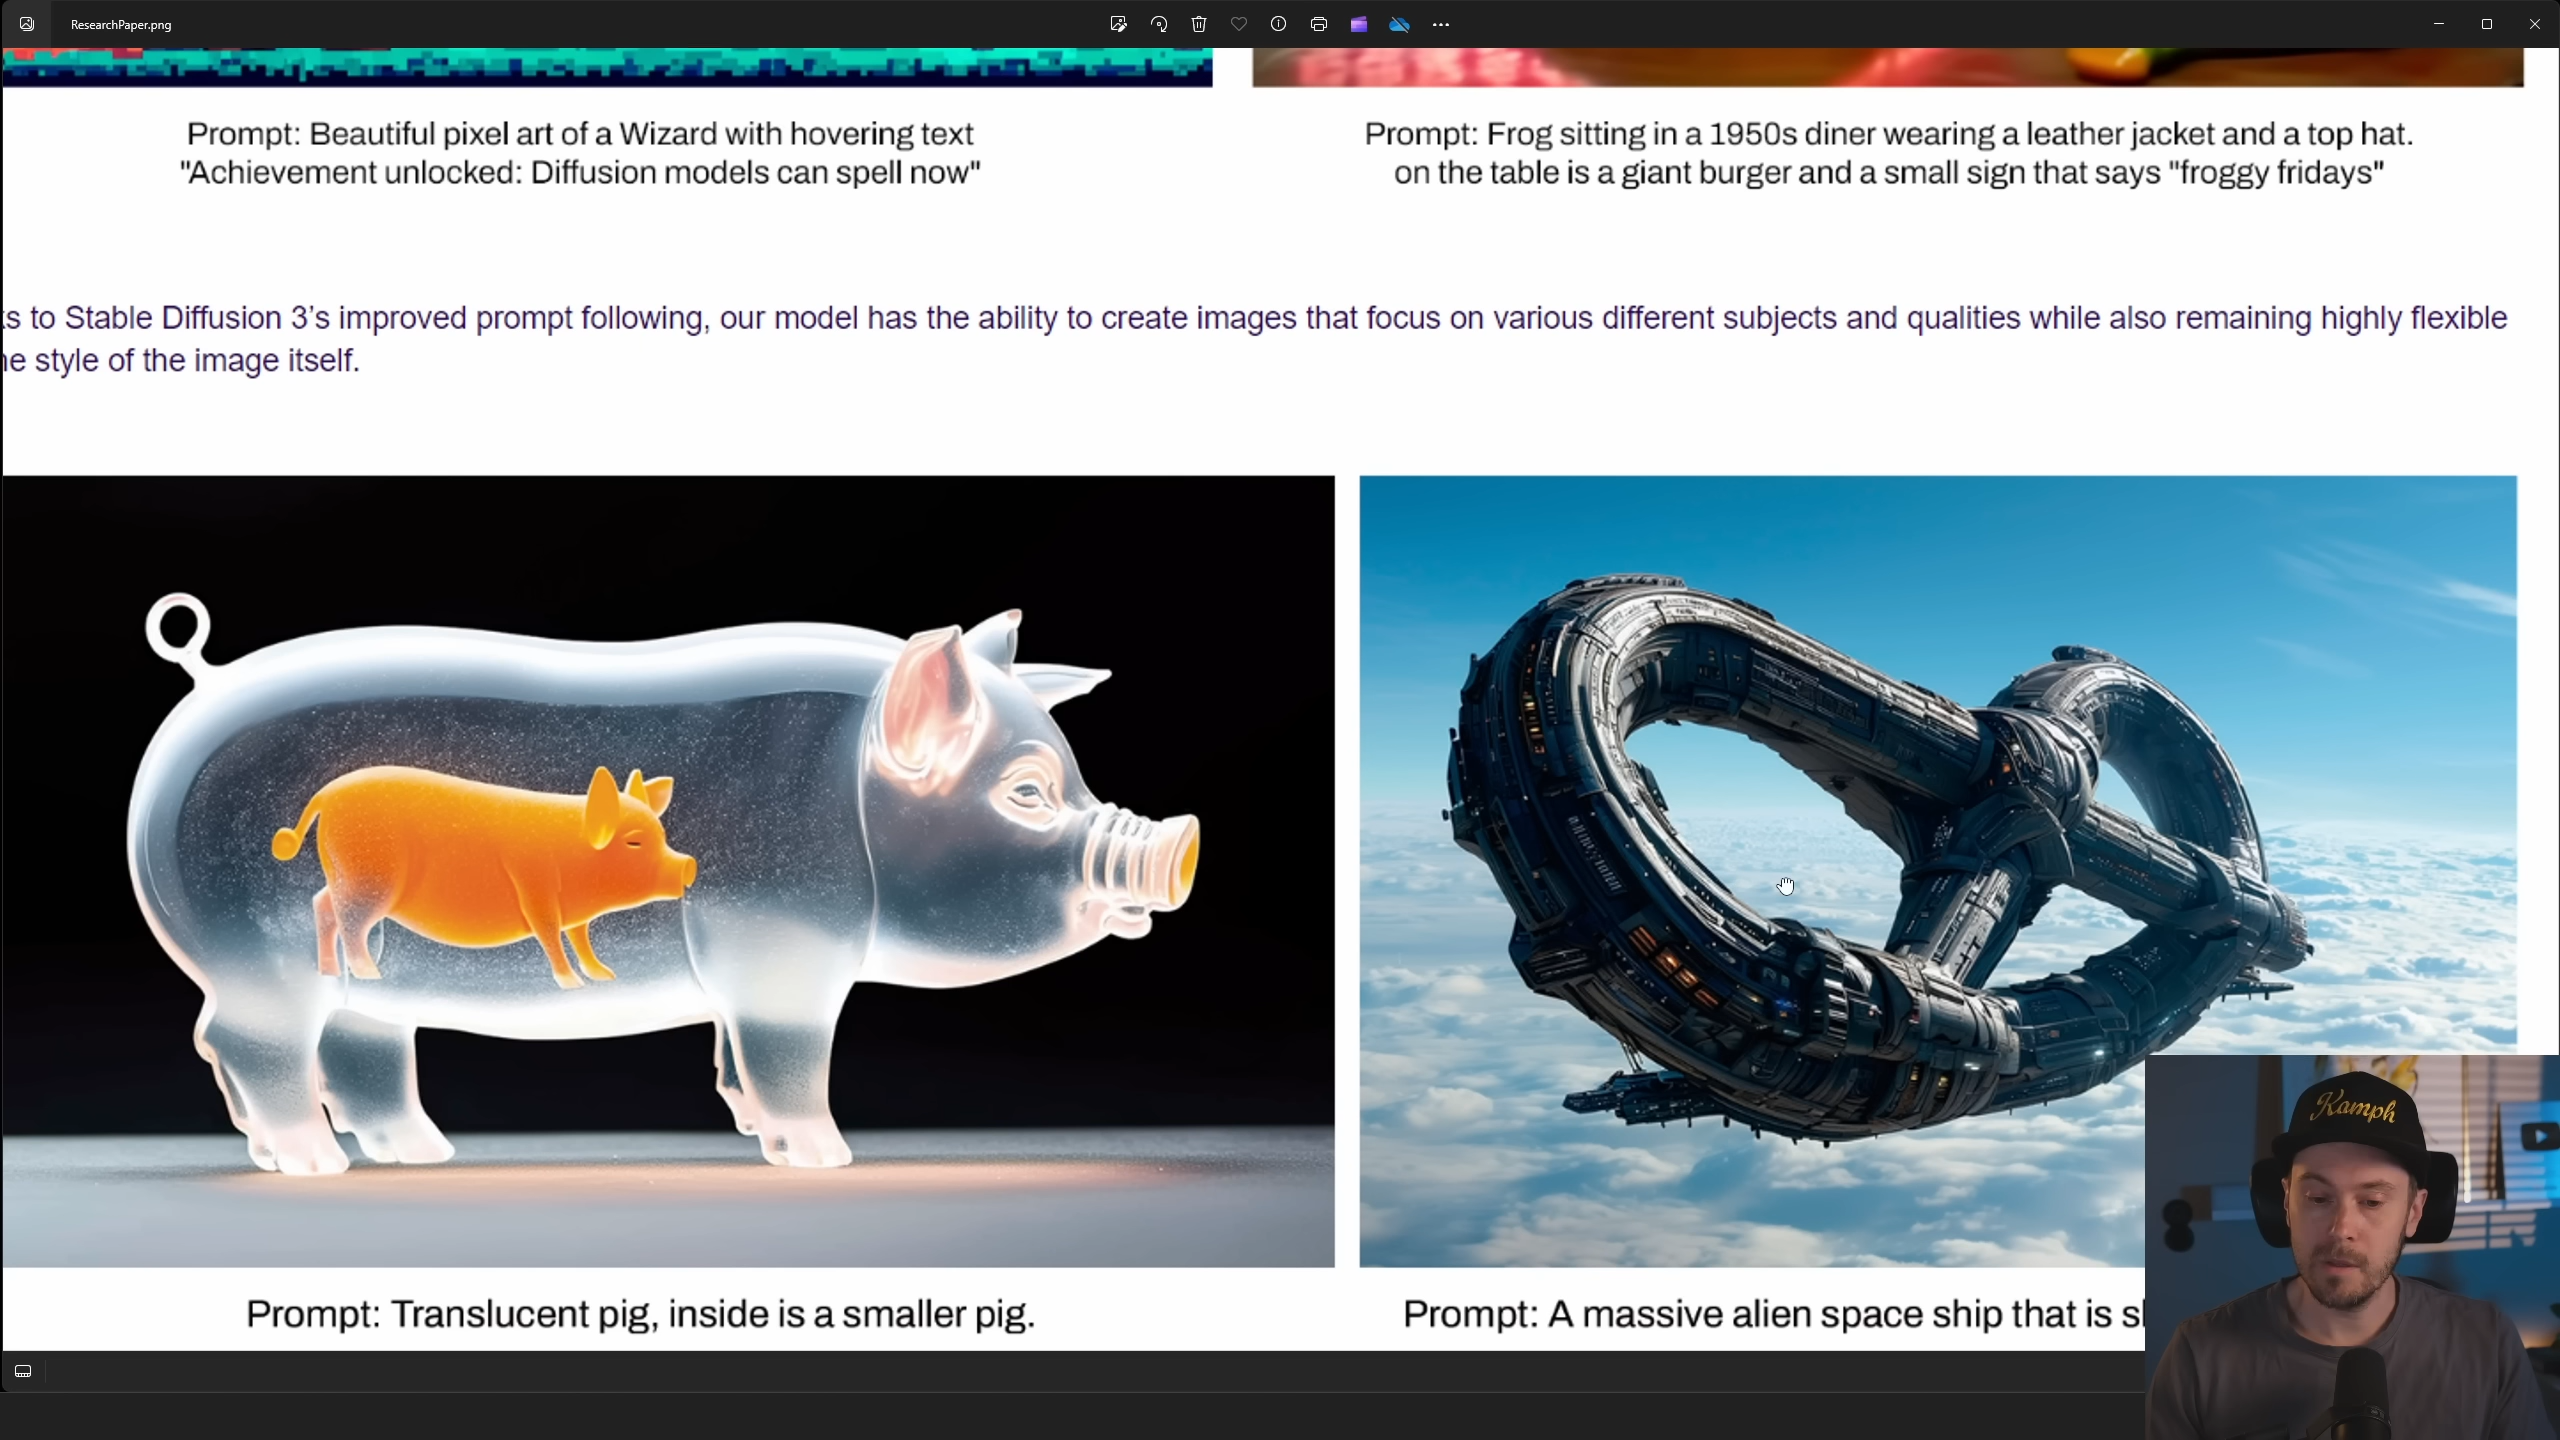 ResearchPaper.png
Prompt: Beautiful pixel art of a Wizard with hovering text
"Achievement unlocked: Diffusion models can spell now"
Prompt: Frog sitting in a 1950s diner wearing a leather jacket and a top hat.
on the table is a giant burger and a small sign that says "froggy fridays"
to Stable Diffusion 3's improved prompt following, our model has the ability to create images that focus on various different subjects and qualities while also remaining highly flexible
style of the image itself.
Prompt: Translucent pig, inside is a smaller pig.
Prompt: A massive alien space ship that is
Kamph